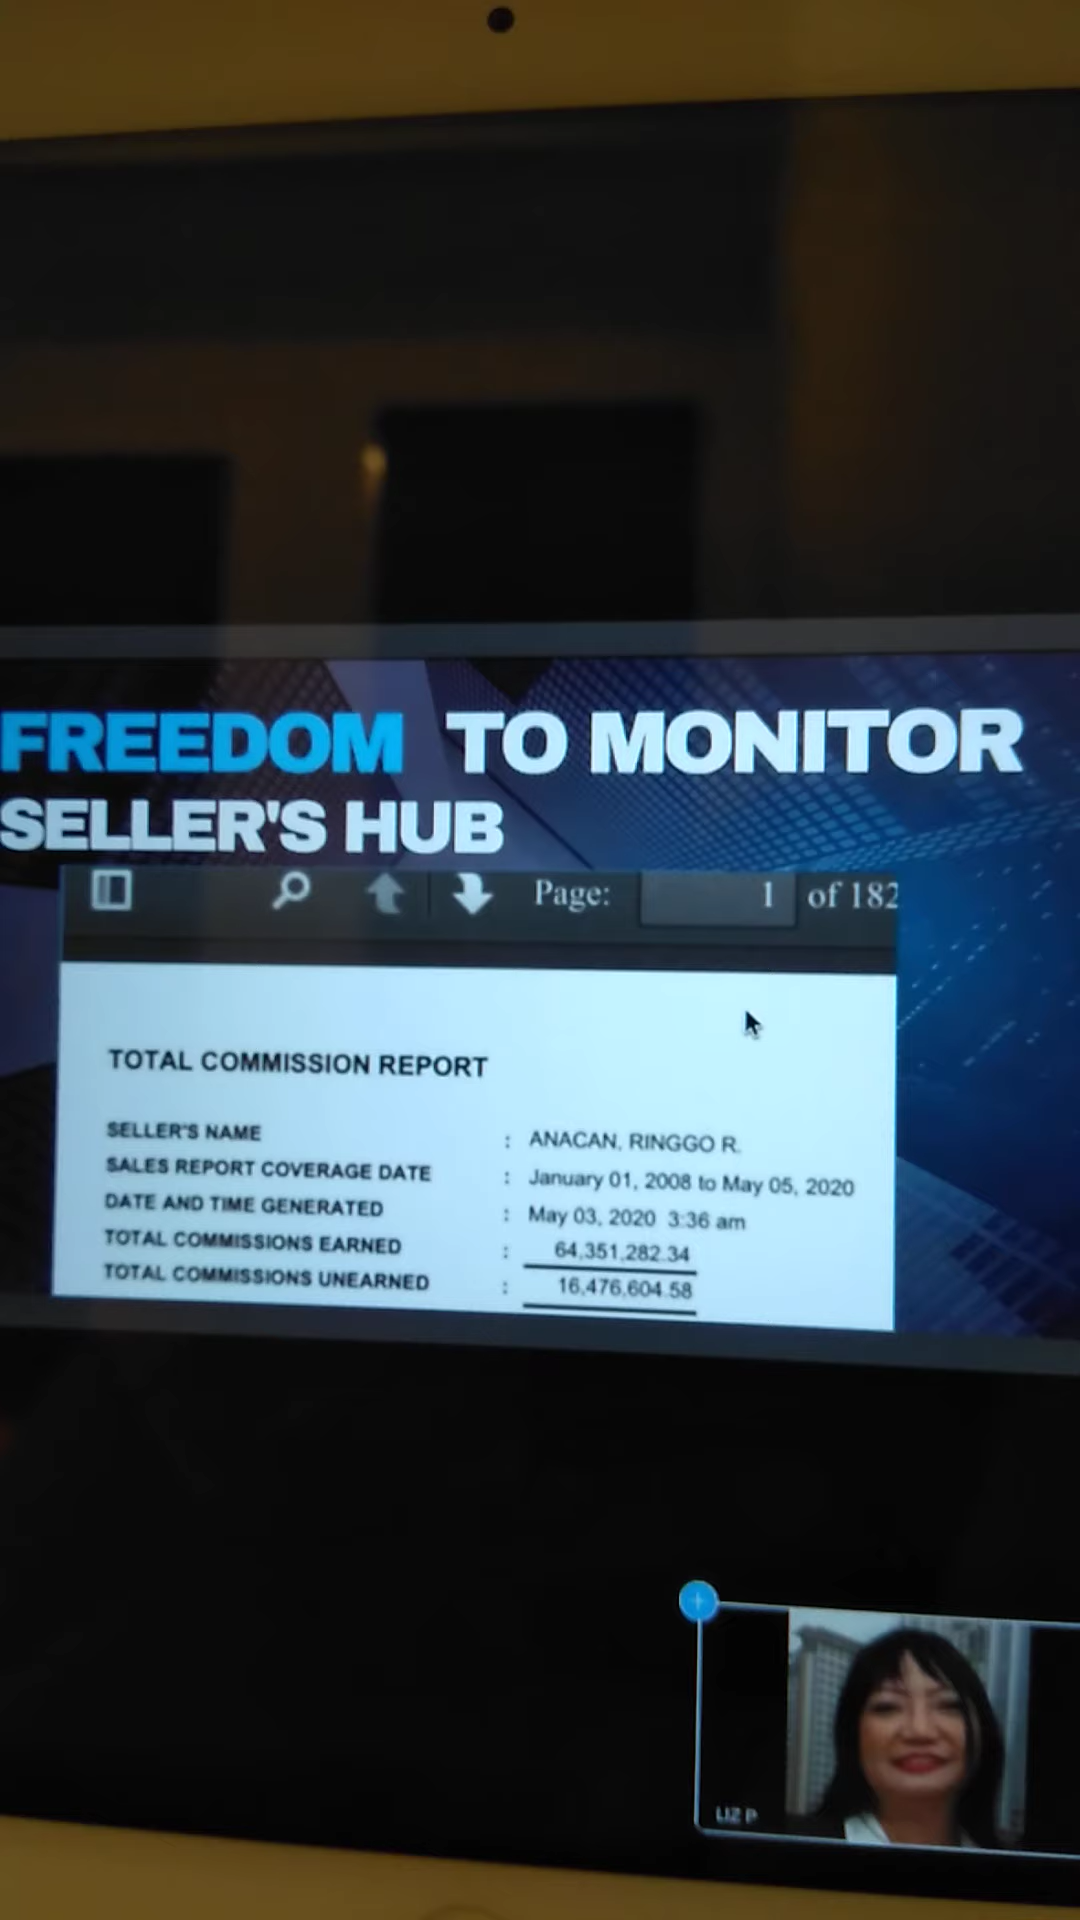 FREEDOM TO MONITOR
SELLER'S HUB
Page: 1 of 182
TOTAL COMMISSION REPORT
SELLER'S NAME : ANACAN, RINGGO R.
SALES REPORT COVERAGE DATE : January 01, 2008 to May 05, 2020
DATE AND TIME GENERATED : May 03, 2020 3:36 am
TOTAL COMMISSIONS EARNED : 64,351,282.34
TOTAL COMMISSIONS UNEARNED : 16,476,604.58
LIZ P